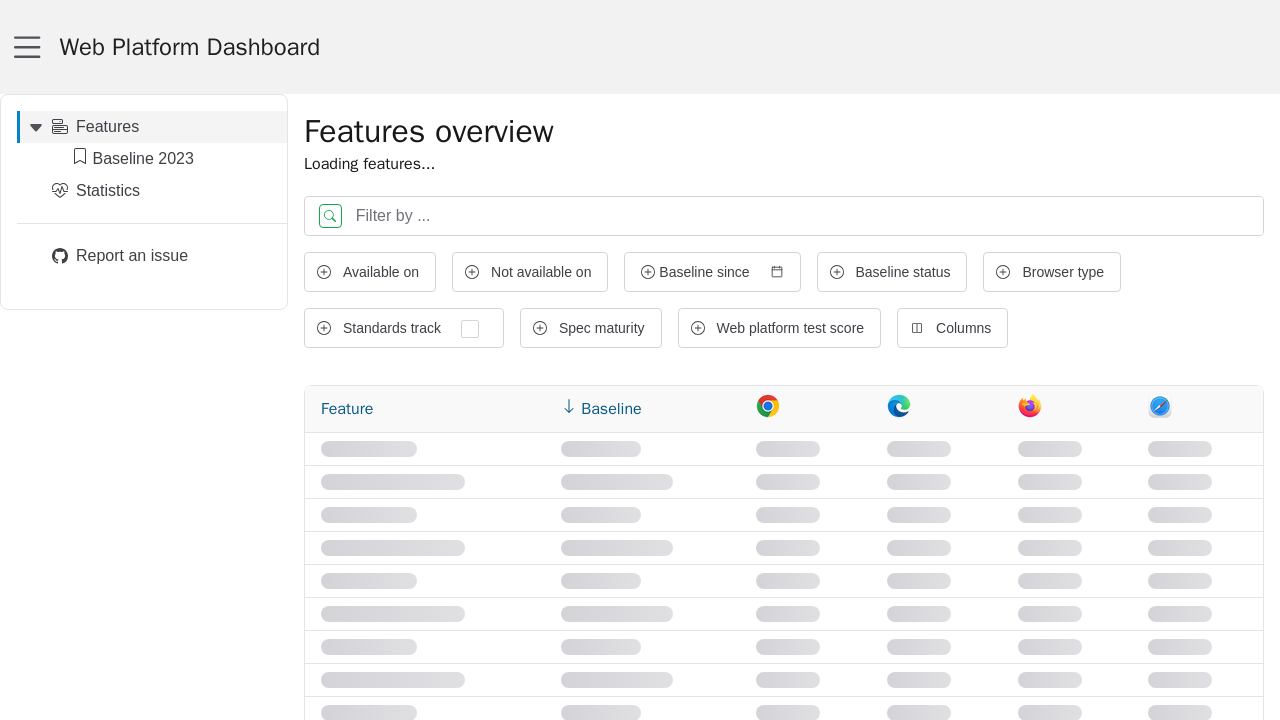 Web Platform Dashboard
Features
Baseline 2023
Statistics
Report an issue
Features overview
Loading features...
Filter by ...
Available on
Not available on
Baseline since
Baseline status
Browser type
Standards track
Spec maturity
Web platform test score
Columns
Feature
Baseline